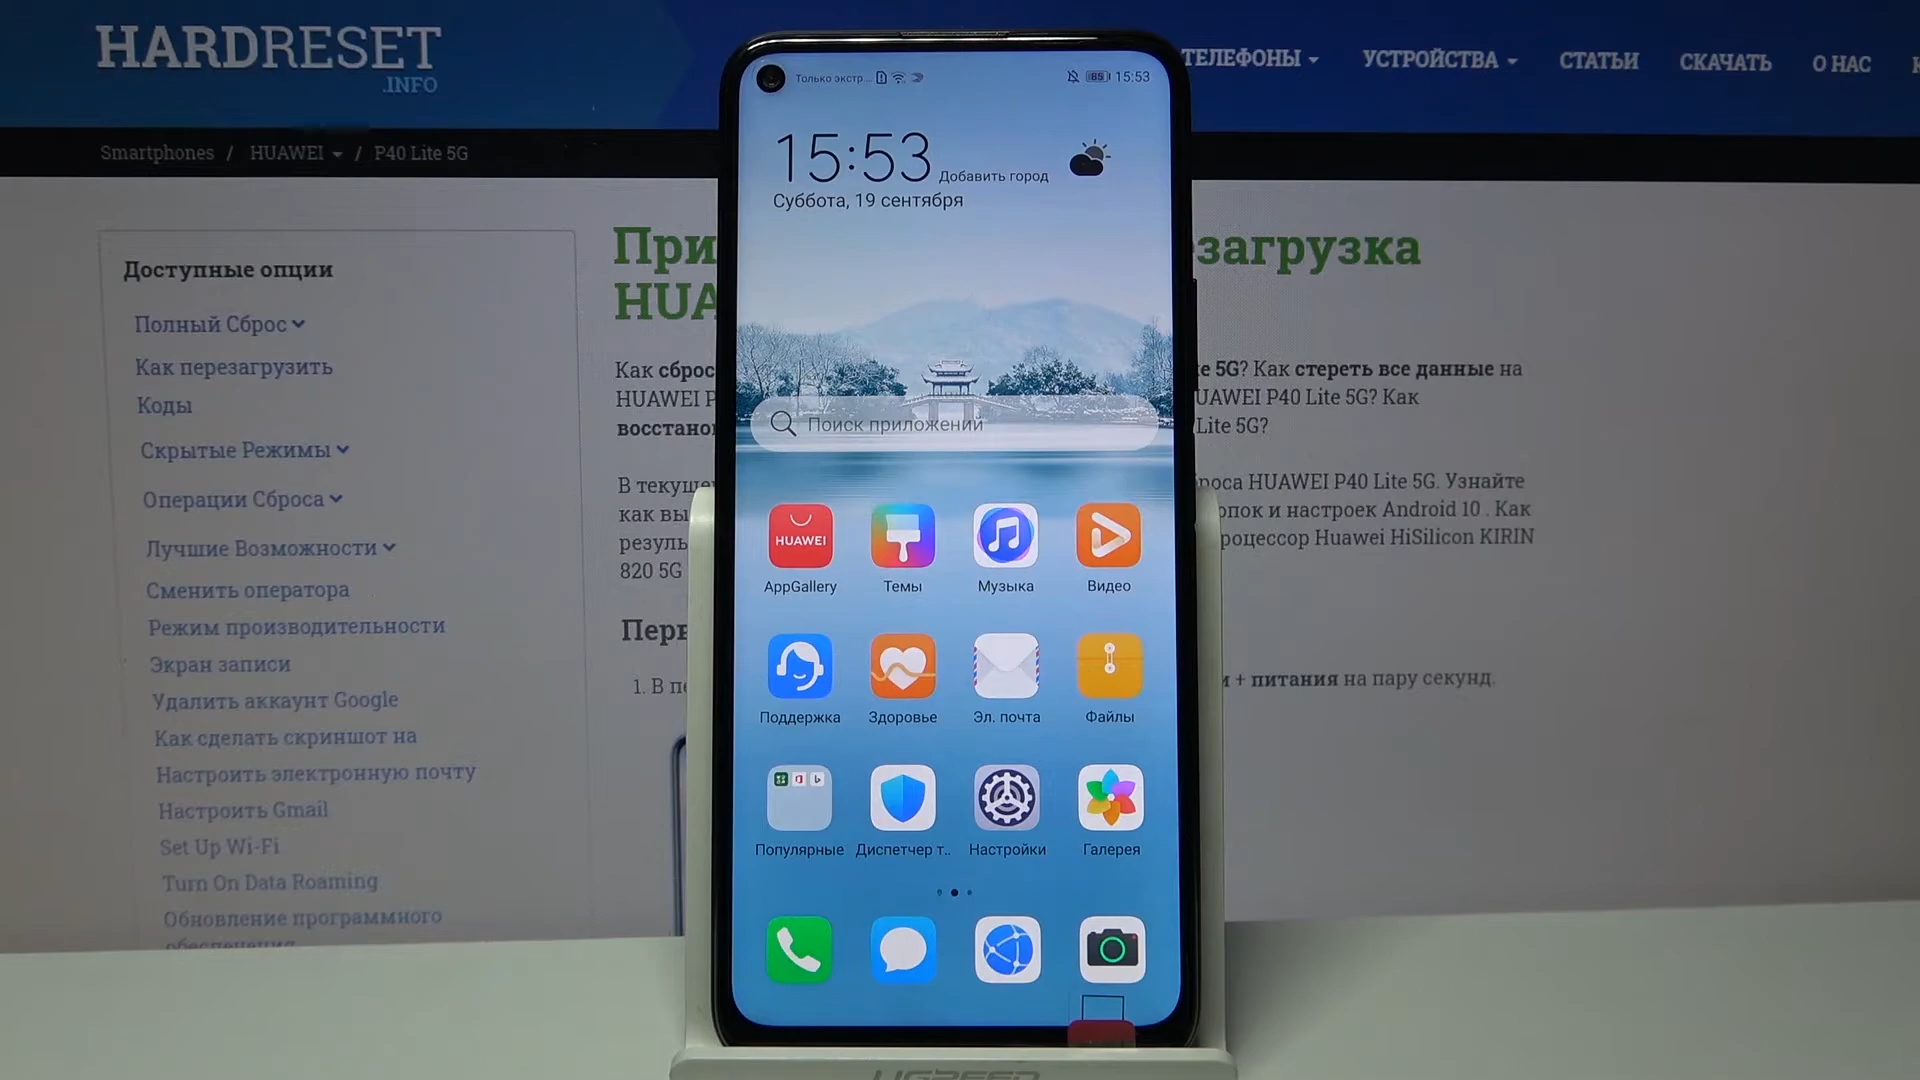 HARDRESET
.INFO
ТЕЛЕФОНЫ
УСТРОЙСТВА
СТАТЬИ
СКАЧАТЬ
О НАС
Smartphones / HUAWEI / P40 Lite 5G
Доступные опции
Полный Сброс
Как перезагрузить
Коды
Скрытые Режимы
Операции Сброса
Лучшие Возможности
Сменить оператора
Режим производительности
Экран записи
Удалить аккаунт Google
Как сделать скриншот на
Настроить электронную почту
Настроить Gmail
Set Up Wi-Fi
Turn On Data Roaming
Обновление программного
обеспечения
При
езагрузка
HUA
Как сброс
e 5G? Как стереть все данные на
HUAWEI P
UAWEI P40 Lite 5G? Как
восстано
Lite 5G?
В текуще
роса HUAWEI P40 Lite 5G. Узнайте
как вы
опок и настроек Android 10 . Как
резуль
роцессор Huawei HiSilicon KIRIN
820 5G
Перв
1. В пе
и + питания на пару секунд.
Только экстр...
85
15:53
15:53
Добавить город
Суббота, 19 сентября
Поиск приложений
HUAWEI
AppGallery
Темы
Музыка
Видео
Поддержка
Здоровье
Эл. почта
Файлы
Популярные
Диспетчер т..
Настройки
Галерея
UGREEN